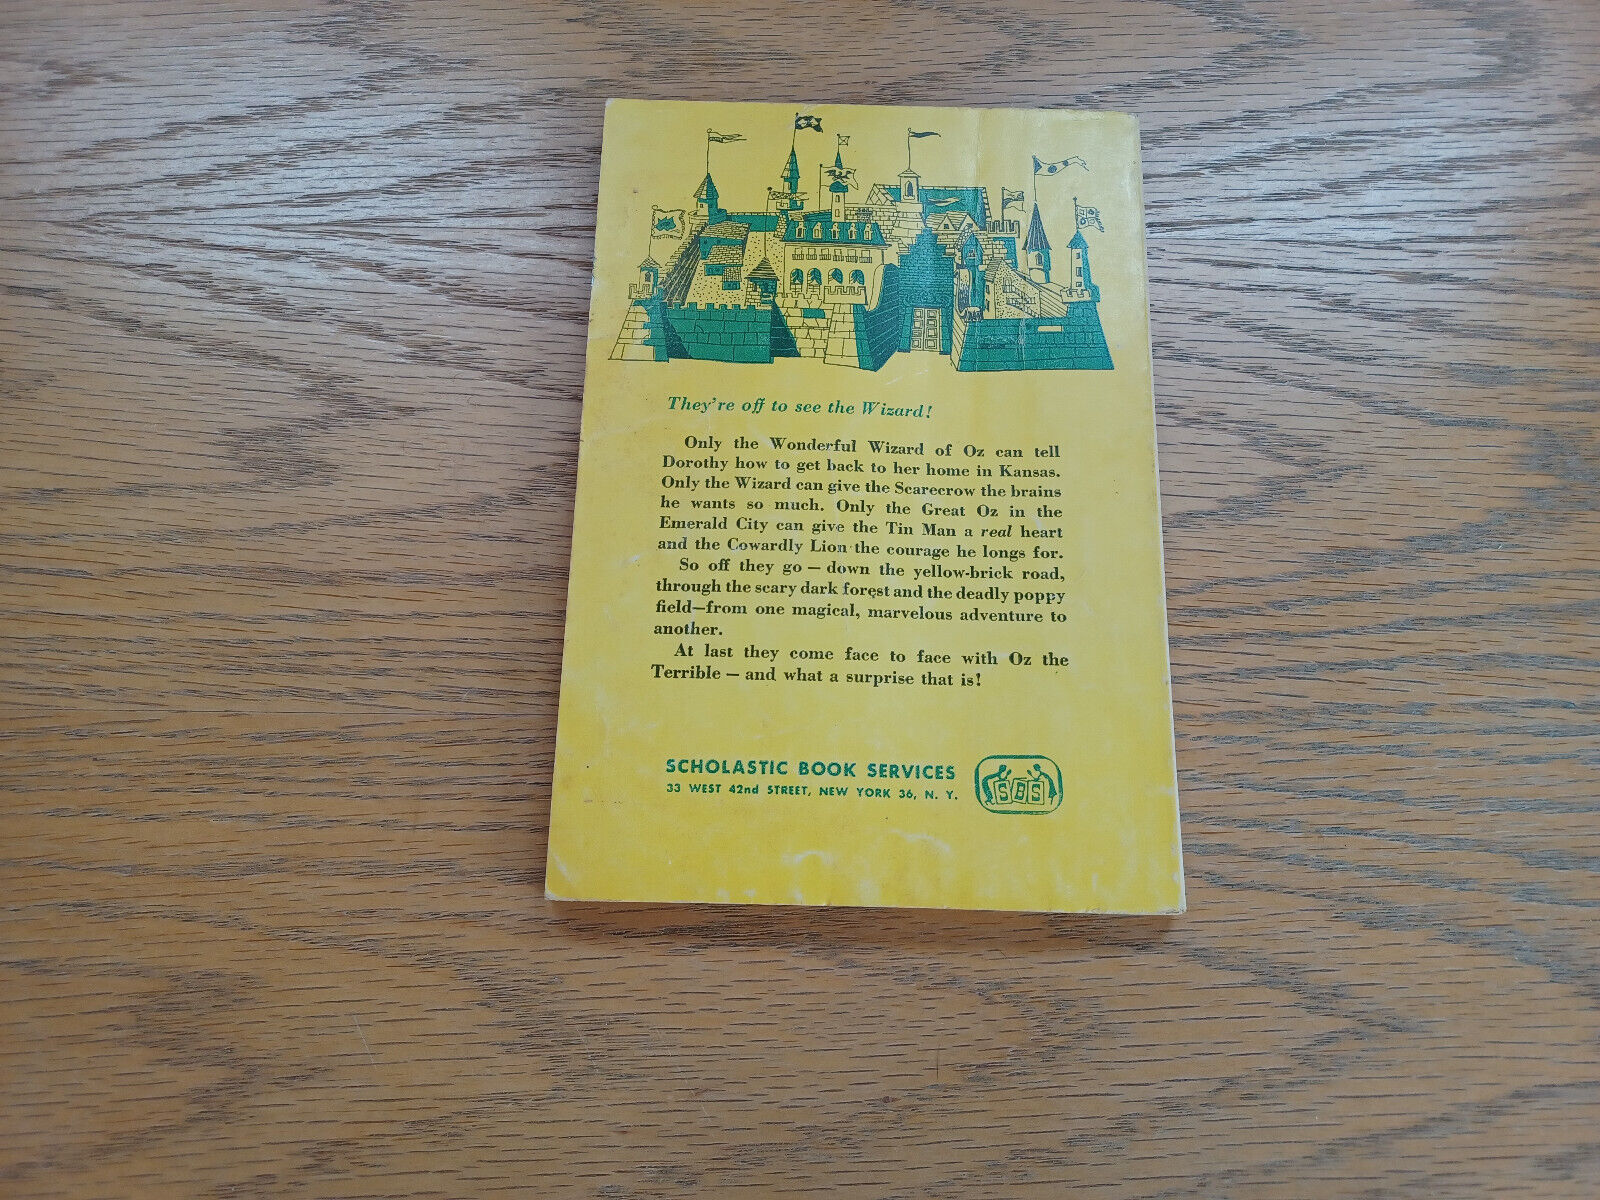 They're off to see the Wizard!
Only the Wonderful Wizard of Oz can tell
Dorothy how to get back to her home in Kansas.
Only the Wizard can give the Scarecrow the brains
he wants so much. Only the Great Oz in the
Emerald City can give the Tin Man a real heart
and the Cowardly Lion the courage he longs for.
So off they go — down the yellow-brick road,
through the scary dark forest and the deadly poppy
field—from one magical, marvelous adventure to
another.
At last they come face to face with Oz the
Terrible — and what a surprise that is!
SCHOLASTIC BOOK SERVICES
33 WEST 42nd STREET, NEW YORK 36, N. Y.
SBS